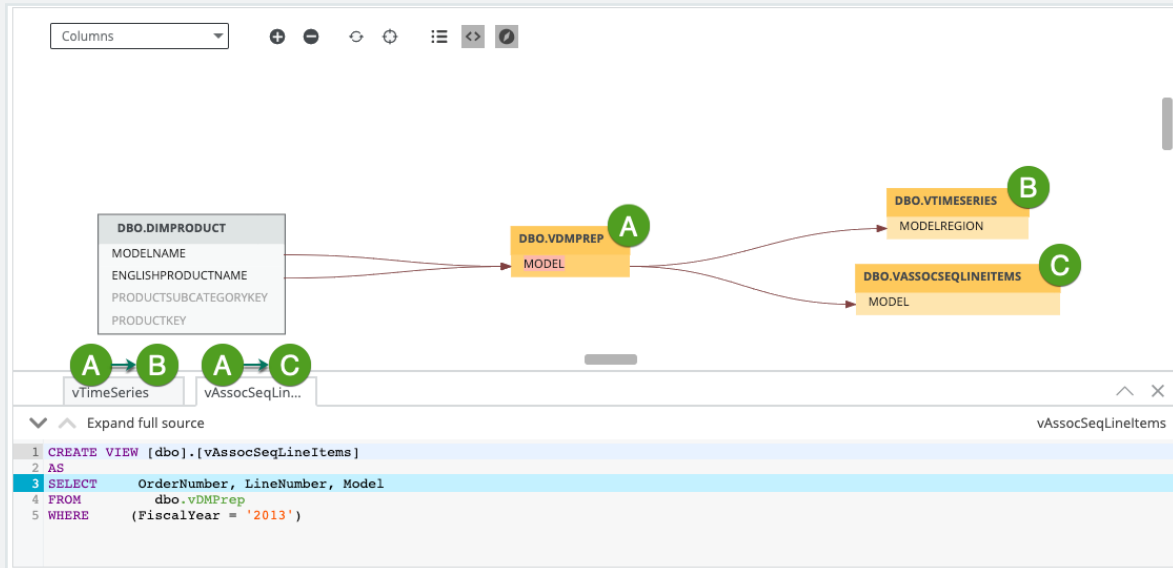 Columns
B
DBO.VTIMESERIES
MODELREGION
DBO.DIMPRODUCT
MODELNAME
ENGLISHPRODUCTNAME
PRODUCTSUBCATEGORYKEY
PRODUCTKEY
A
DBO.VDMPREP
MODEL
C
DBO.VASSOCSEQLINEITEMS
MODEL
A B A C
vTimeSeries vAssocSeqLin...
Expand full source vAssocSeqLineItems
1 CREATE VIEW [dbo].[vAssocSeqLineItems]
2 AS
3 SELECT OrderNumber, LineNumber, Model
4 FROM dbo.vDMPrep
5 WHERE (FiscalYear = '2013')